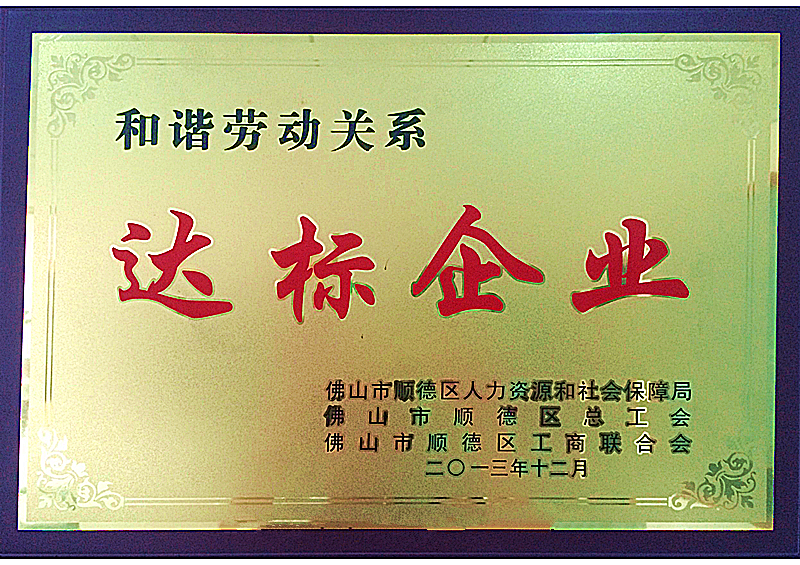 和谐劳动关系
达标企业
佛山市顺德区人力资源和社会保障局
佛山市顺德区总工会
佛山市顺德区工商联合会
二〇一三年十二月